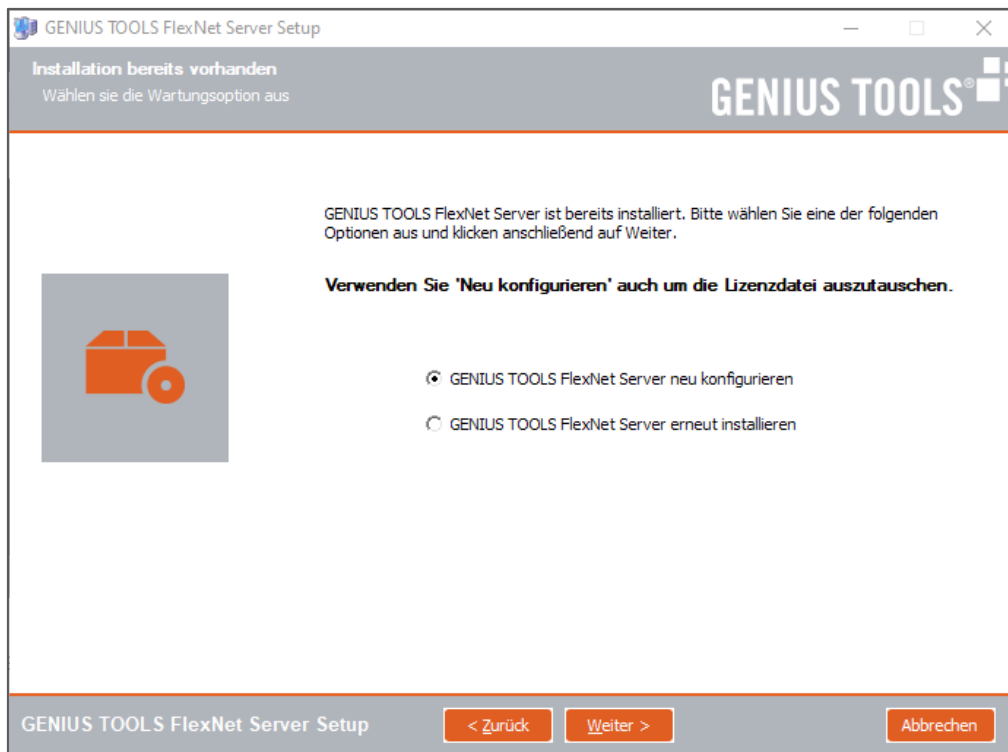 GENIUS TOOLS FlexNet Server Setup
Installation bereits vorhanden
Wählen sie die Wartungsoption aus
GENIUS TOOLS®
GENIUS TOOLS FlexNet Server ist bereits installiert. Bitte wählen Sie eine der folgenden
Optionen aus und klicken anschließend auf Weiter.
Verwenden Sie 'Neu konfigurieren' auch um die Lizenzdatei auszutauschen.
GENIUS TOOLS FlexNet Server neu konfigurieren
GENIUS TOOLS FlexNet Server erneut installieren
GENIUS TOOLS FlexNet Server Setup
< Zurück
Weiter >
Abbrechen